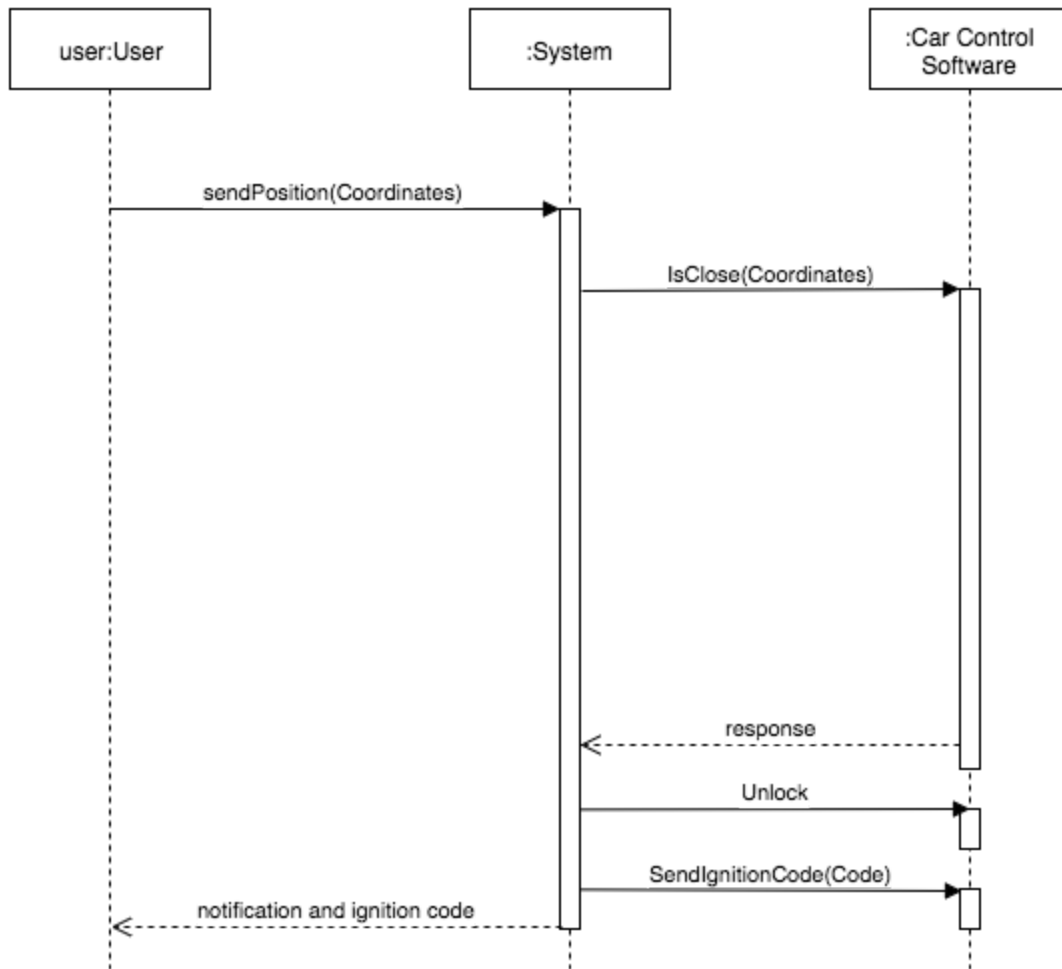 user:User
:System
:Car Control
Software
sendPosition(Coordinates)
IsClose(Coordinates)
response
Unlock
SendIgnitionCode(Code)
notification and ignition code